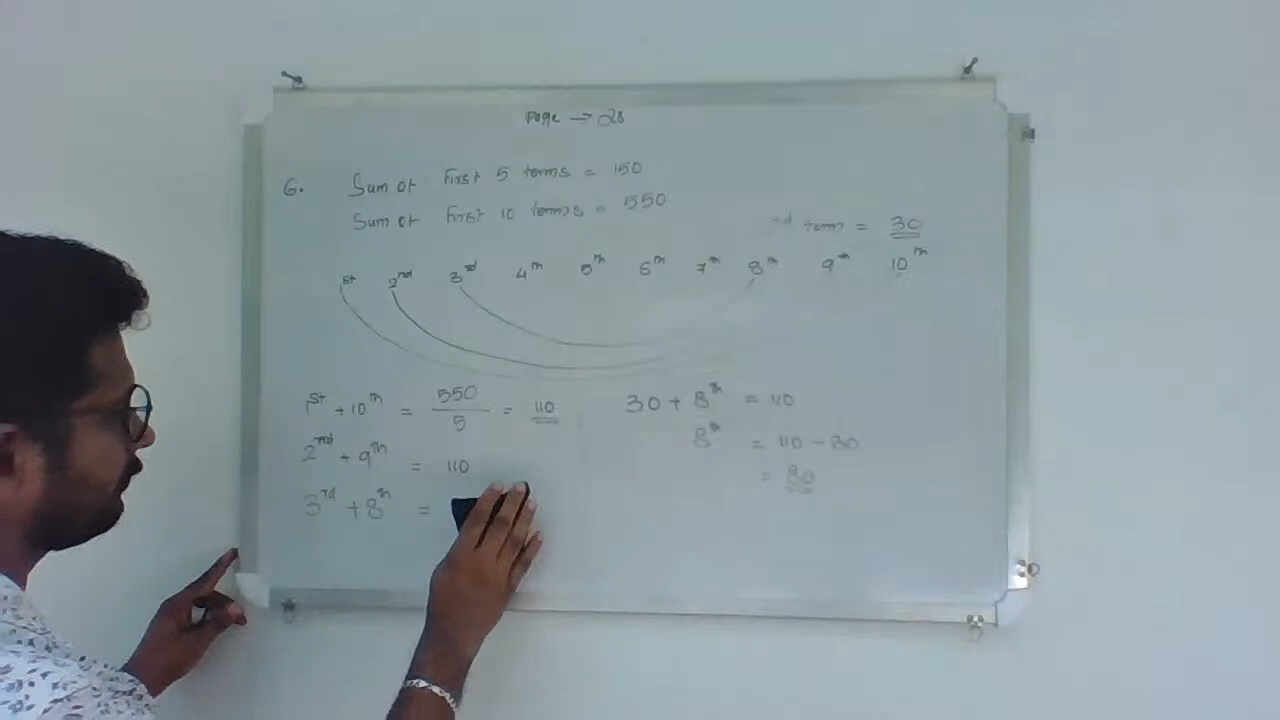 Page → 28
6. Sum of First 5 terms = 150
Sum of First 10 terms = 550
rd term = 30
1st 2nd 3rd 4th 5th 6th 7th 8th 9th 10th
1st + 10th = 550/5 = 110
2nd + 9th = 110
3rd + 8th =
30 + 8th = 110
8th = 110 - 30
= 80